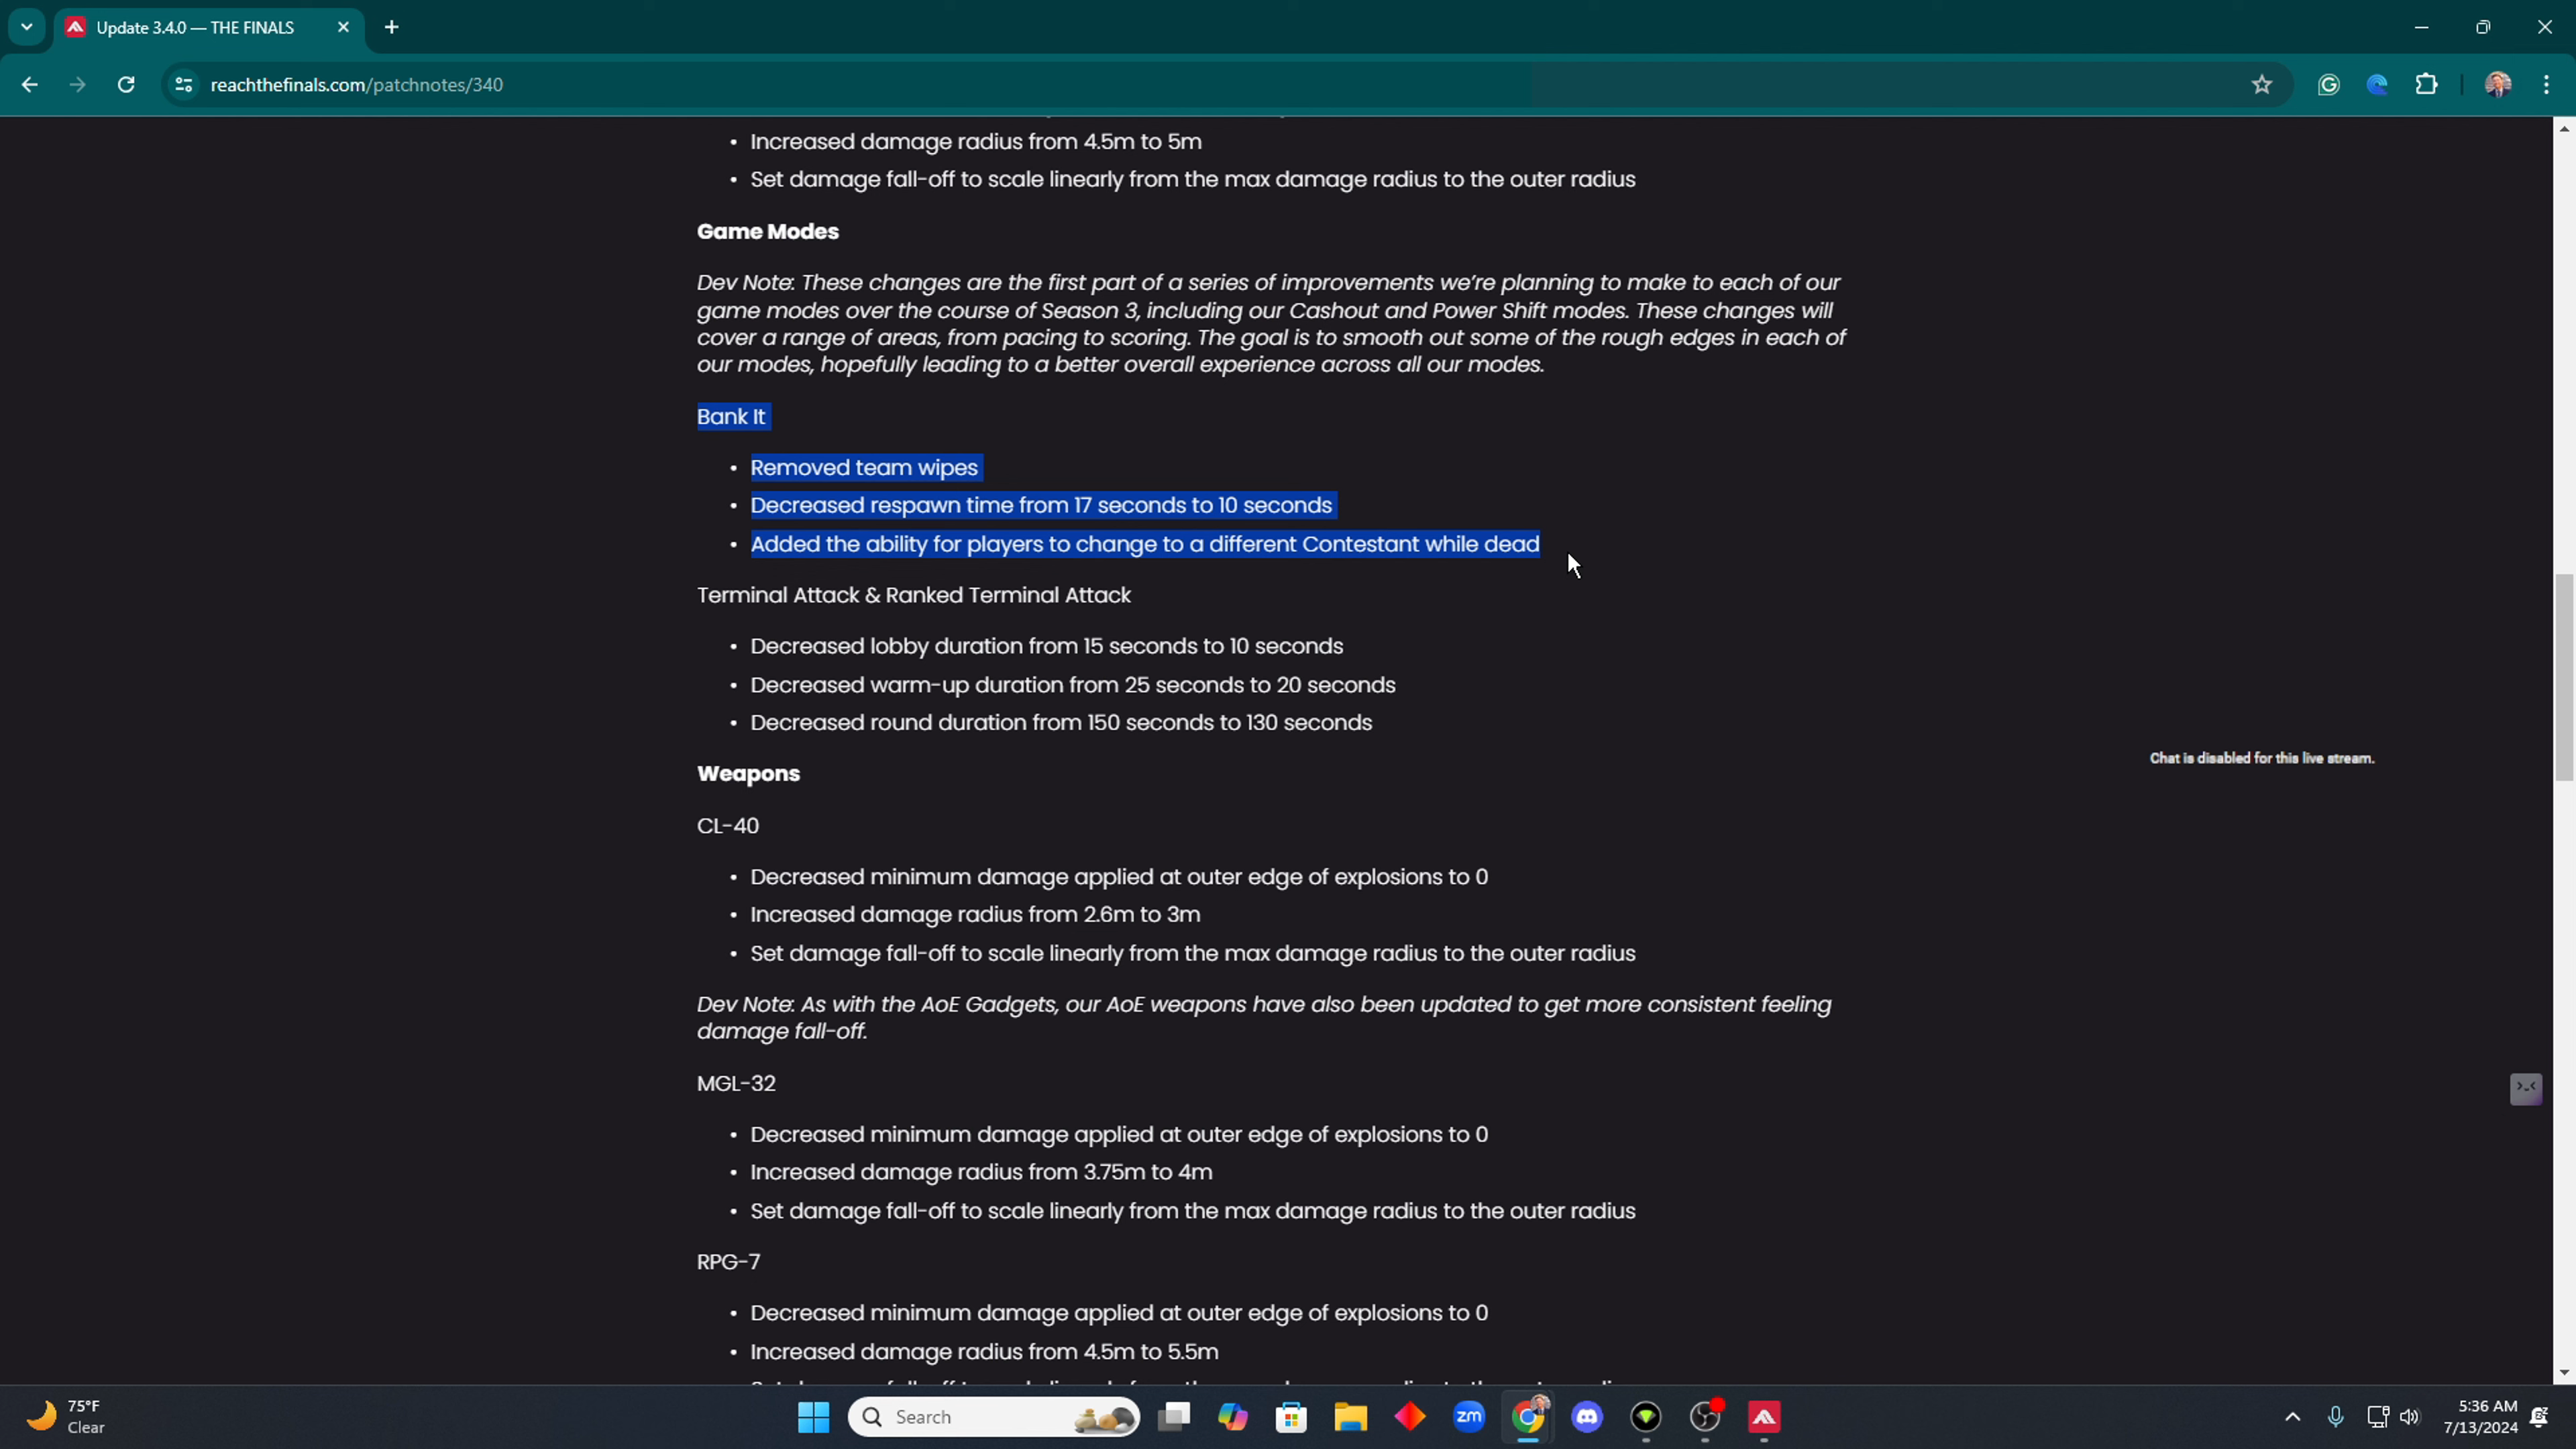 Update 3.4.0 — THE FINALS
reachthefinals.com/patchnotes/340
• Increased damage radius from 4.5m to 5m
• Set damage fall-off to scale linearly from the max damage radius to the outer radius
Game Modes
Dev Note: These changes are the first part of a series of improvements we're planning to make to each of our
game modes over the course of Season 3, including our Cashout and Power Shift modes. These changes will
cover a range of areas, from pacing to scoring. The goal is to smooth out some of the rough edges in each of
our modes, hopefully leading to a better overall experience across all our modes.
Bank It
• Removed team wipes
• Decreased respawn time from 17 seconds to 10 seconds
• Added the ability for players to change to a different Contestant while dead
Terminal Attack & Ranked Terminal Attack
• Decreased lobby duration from 15 seconds to 10 seconds
• Decreased warm-up duration from 25 seconds to 20 seconds
• Decreased round duration from 150 seconds to 130 seconds
Chat is disabled for this live stream.
Weapons
CL-40
• Decreased minimum damage applied at outer edge of explosions to 0
• Increased damage radius from 2.6m to 3m
• Set damage fall-off to scale linearly from the max damage radius to the outer radius
Dev Note: As with the AoE Gadgets, our AoE weapons have also been updated to get more consistent feeling
damage fall-off.
MGL-32
• Decreased minimum damage applied at outer edge of explosions to 0
• Increased damage radius from 3.75m to 4m
• Set damage fall-off to scale linearly from the max damage radius to the outer radius
RPG-7
• Decreased minimum damage applied at outer edge of explosions to 0
• Increased damage radius from 4.5m to 5.5m
75°F
Clear
Search
zm
5:36 AM
7/13/2024